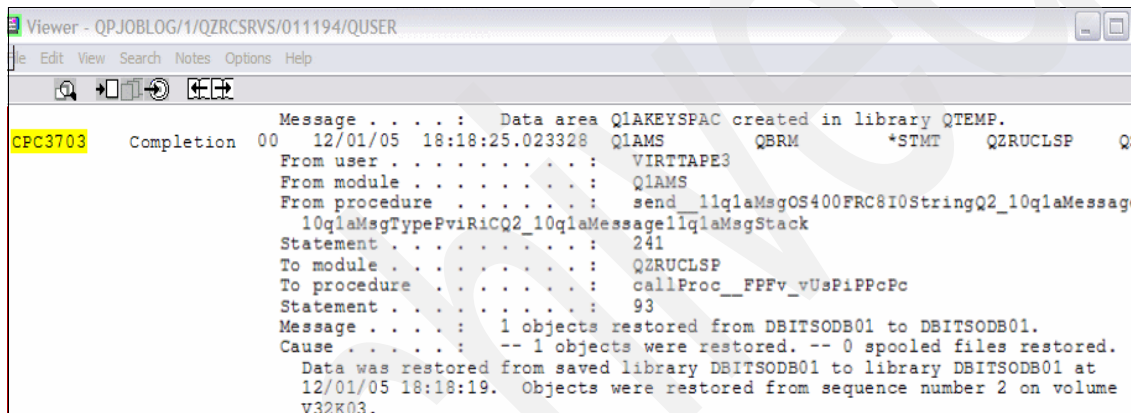 Viewer - QPJOBLOG/1/QZRCSRVS/011194/QUSER
File Edit View Search Notes Options Help
Message . . . . : Data area Q1AKEYSPAC created in library QTEMP.
CPC3703 Completion 00 12/01/05 18:18:25.023328 Q1AMS QBRM *STMT QZRUCLSP
From user . . . . . . . . . : VIRTTAPE3
From module . . . . . . . . : Q1AMS
From procedure . . . . . . : send__11q1aMsgOS400FRC8I0StringQ2_10q1aMessage
10q1aMsgTypePviRiCQ2_10q1aMessage11q1aMsgStack
Statement . . . . . . . . . : 241
To module . . . . . . . . . : QZRUCLSP
To procedure . . . . . . . : callProc__FPFv_vUsPiPPcPc
Statement . . . . . . . . . : 93
Message . . . . : 1 objects restored from DBITSODB01 to DBITSODB01.
Cause . . . . . : -- 1 objects were restored. -- 0 spooled files restored.
Data was restored from saved library DBITSODB01 to library DBITSODB01 at
12/01/05 18:18:19. Objects were restored from sequence number 2 on volume
V32K03.